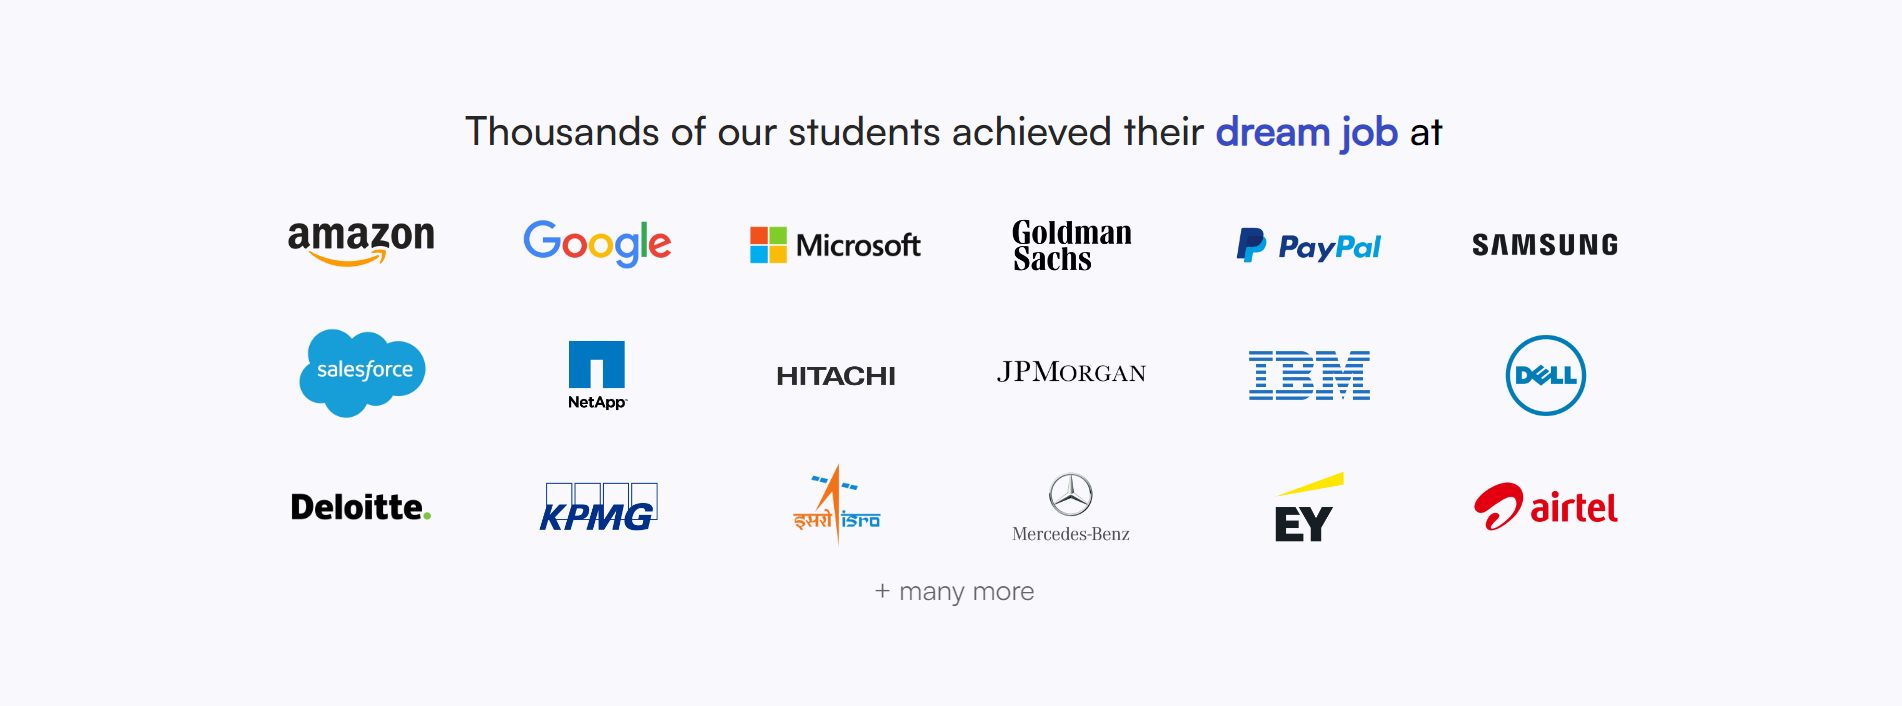 Thousands of our students achieved their dream job at
amazon
Google
Microsoft
Goldman
Sachs
PayPal
SAMSUNG
salesforce
NetApp
HITACHI
JPMORGAN
IBM
DELL
Deloitte.
KPMG
इसरो isro
Mercedes-Benz
EY
airtel
+ many more